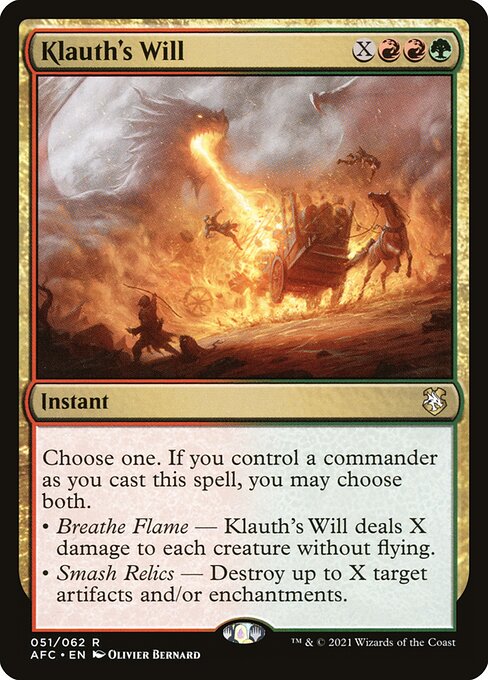 Klauth's Will X
Instant
Choose one. If you control a commander
as you cast this spell, you may choose
both.
• Breathe Flame — Klauth's Will deals X
damage to each creature without flying.
• Smash Relics — Destroy up to X target
artifacts and/or enchantments.
051/062 R
AFC • EN Olivier Bernard
™ & © 2021 Wizards of the Coast